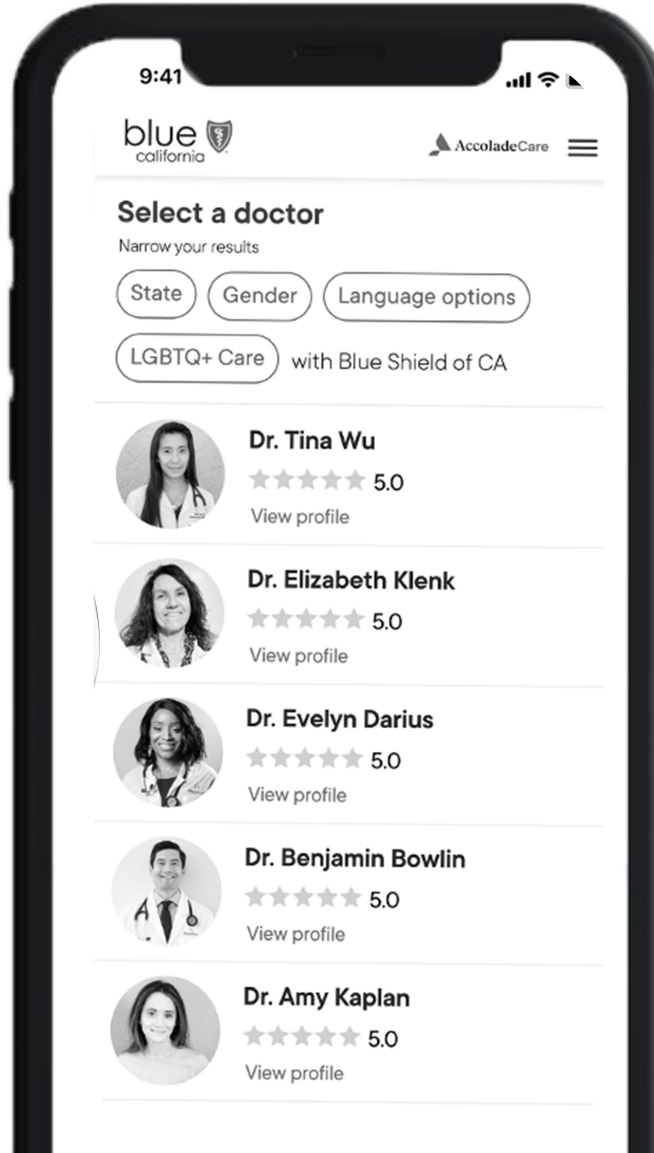 9:41
blue
california
AccoladeCare
Select a doctor
Narrow your results
State Gender Language options
LGBTQ+ Care with Blue Shield of CA
Dr. Tina Wu
5.0
View profile
Dr. Elizabeth Klenk
5.0
View profile
Dr. Evelyn Darius
5.0
View profile
Dr. Benjamin Bowlin
5.0
View profile
Dr. Amy Kaplan
5.0
View profile